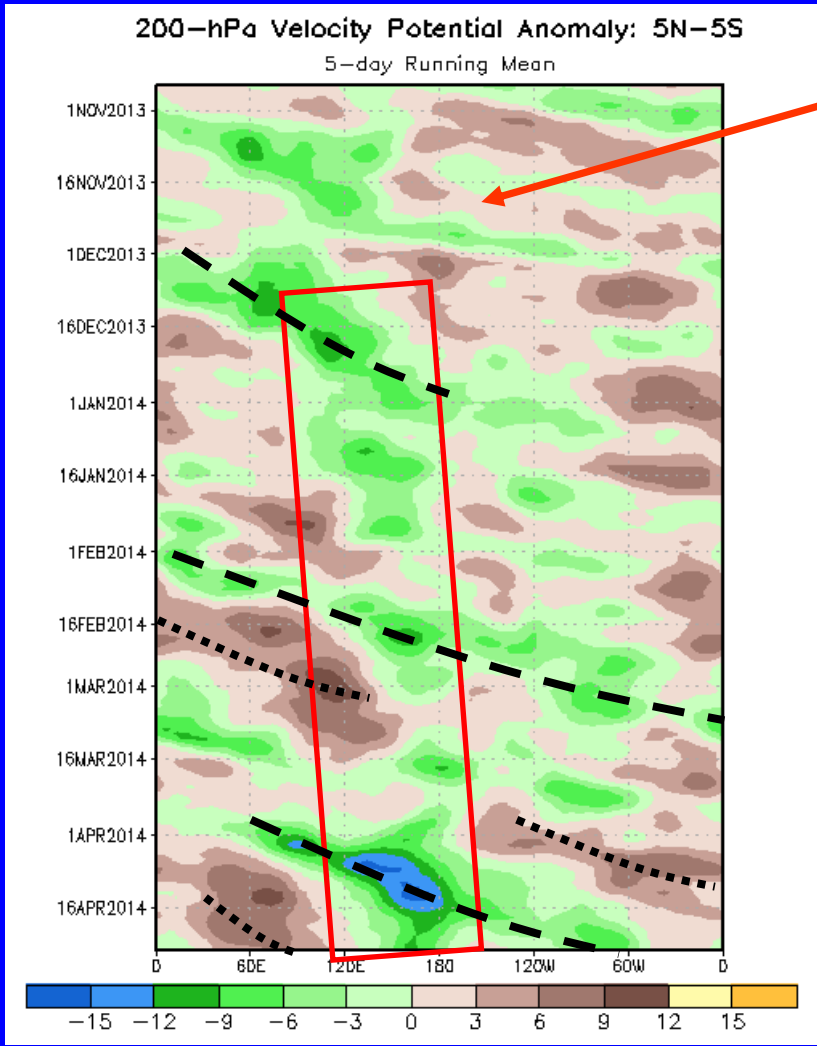 200-hPa Velocity Potential Anomaly: 5N-5S
5-day Running Mean
1NOV2013
16NOV2013
1DEC2013
16DEC2013
1JAN2014
16JAN2014
1FEB2014
16FEB2014
1MAR2014
16MAR2014
1APR2014
16APR2014
0 60E 120E 180 120W 60W 0
-15 -12 -9 -6 -3 0 3 6 9 12 15